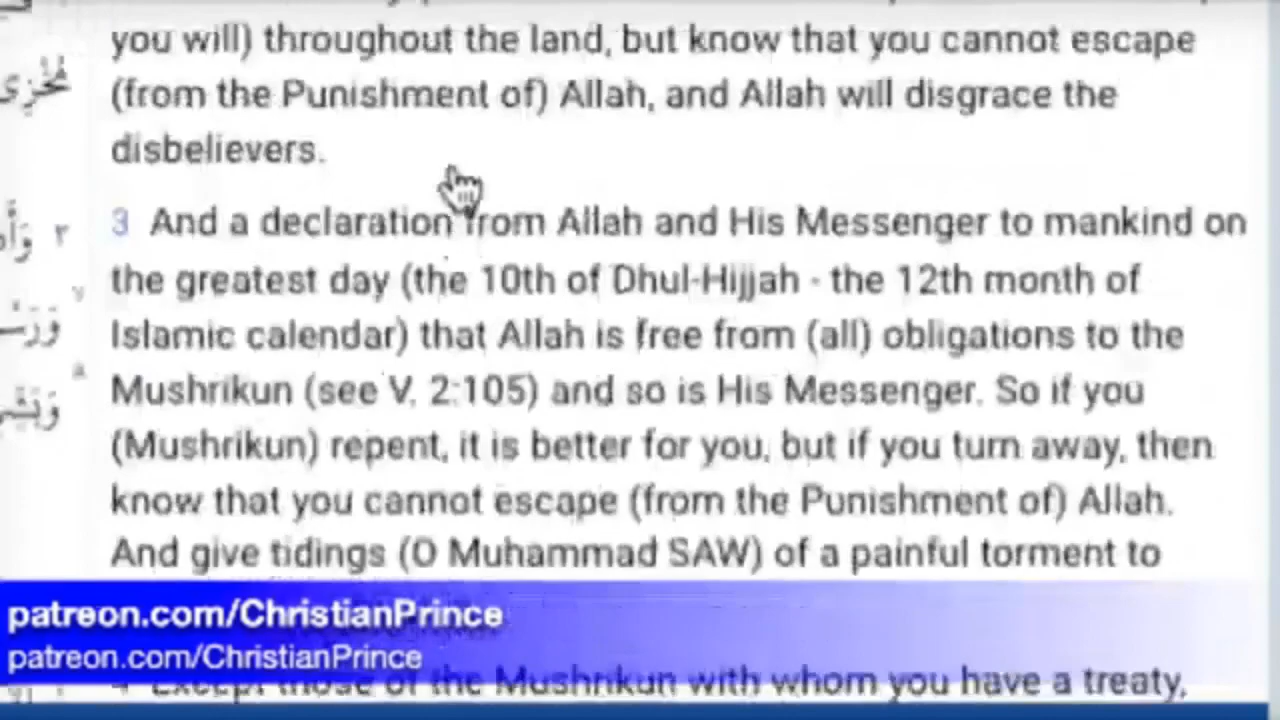 you will) throughout the land, but know that you cannot escape
(from the Punishment of) Allah, and Allah will disgrace the
disbelievers.
3 And a declaration from Allah and His Messenger to mankind on
the greatest day (the 10th of Dhul-Hijjah - the 12th month of
Islamic calendar) that Allah is free from (all) obligations to the
Mushrikun (see V. 2:105) and so is His Messenger. So if you
(Mushrikun) repent, it is better for you, but if you turn away, then
know that you cannot escape (from the Punishment of) Allah.
And give tidings (O Muhammad SAW) of a painful torment to
patreon.com/ChristianPrince
patreon.com/ChristianPrince
Except those of the Mushrikun with whom you have a treaty,